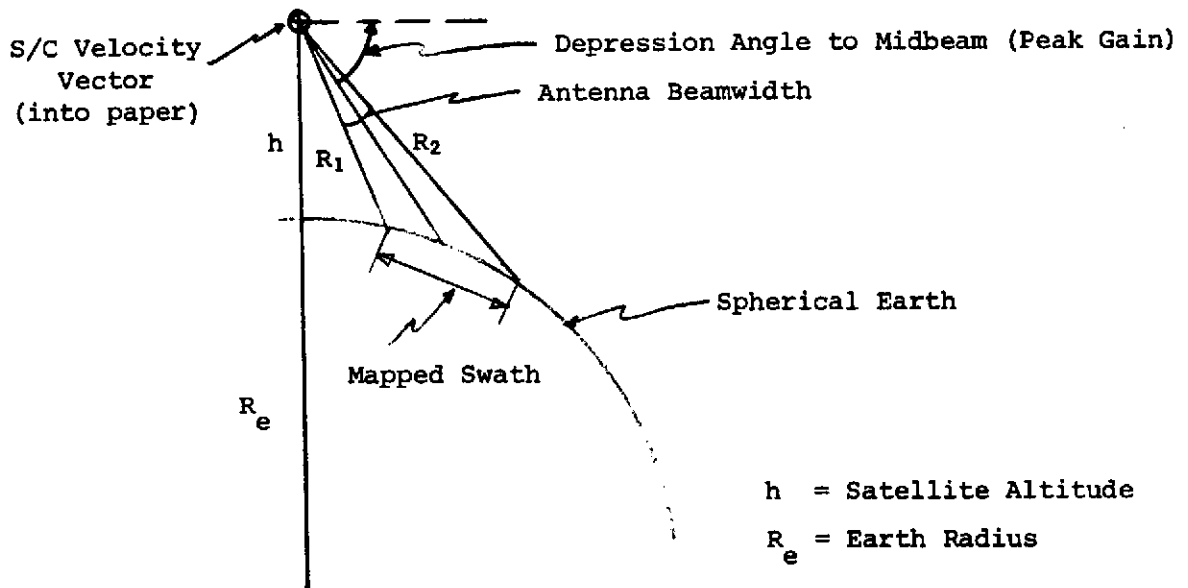 S/C Velocity
Vector
(into paper)
Depression Angle to Midbeam (Peak Gain)
Antenna Beamwidth
h
R₁
R₂
Spherical Earth
Mapped Swath
Rₑ
h = Satellite Altitude
Rₑ = Earth Radius